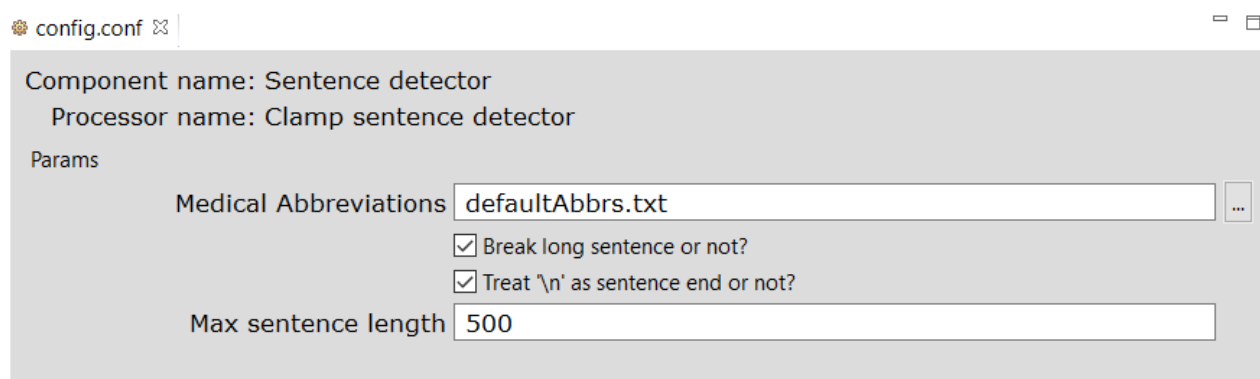 config.conf
Component name: Sentence detector
Processor name: Clamp sentence detector
Params
Medical Abbreviations defaultAbbrs.txt ...
Break long sentence or not?
Treat '\n' as sentence end or not?
Max sentence length 500